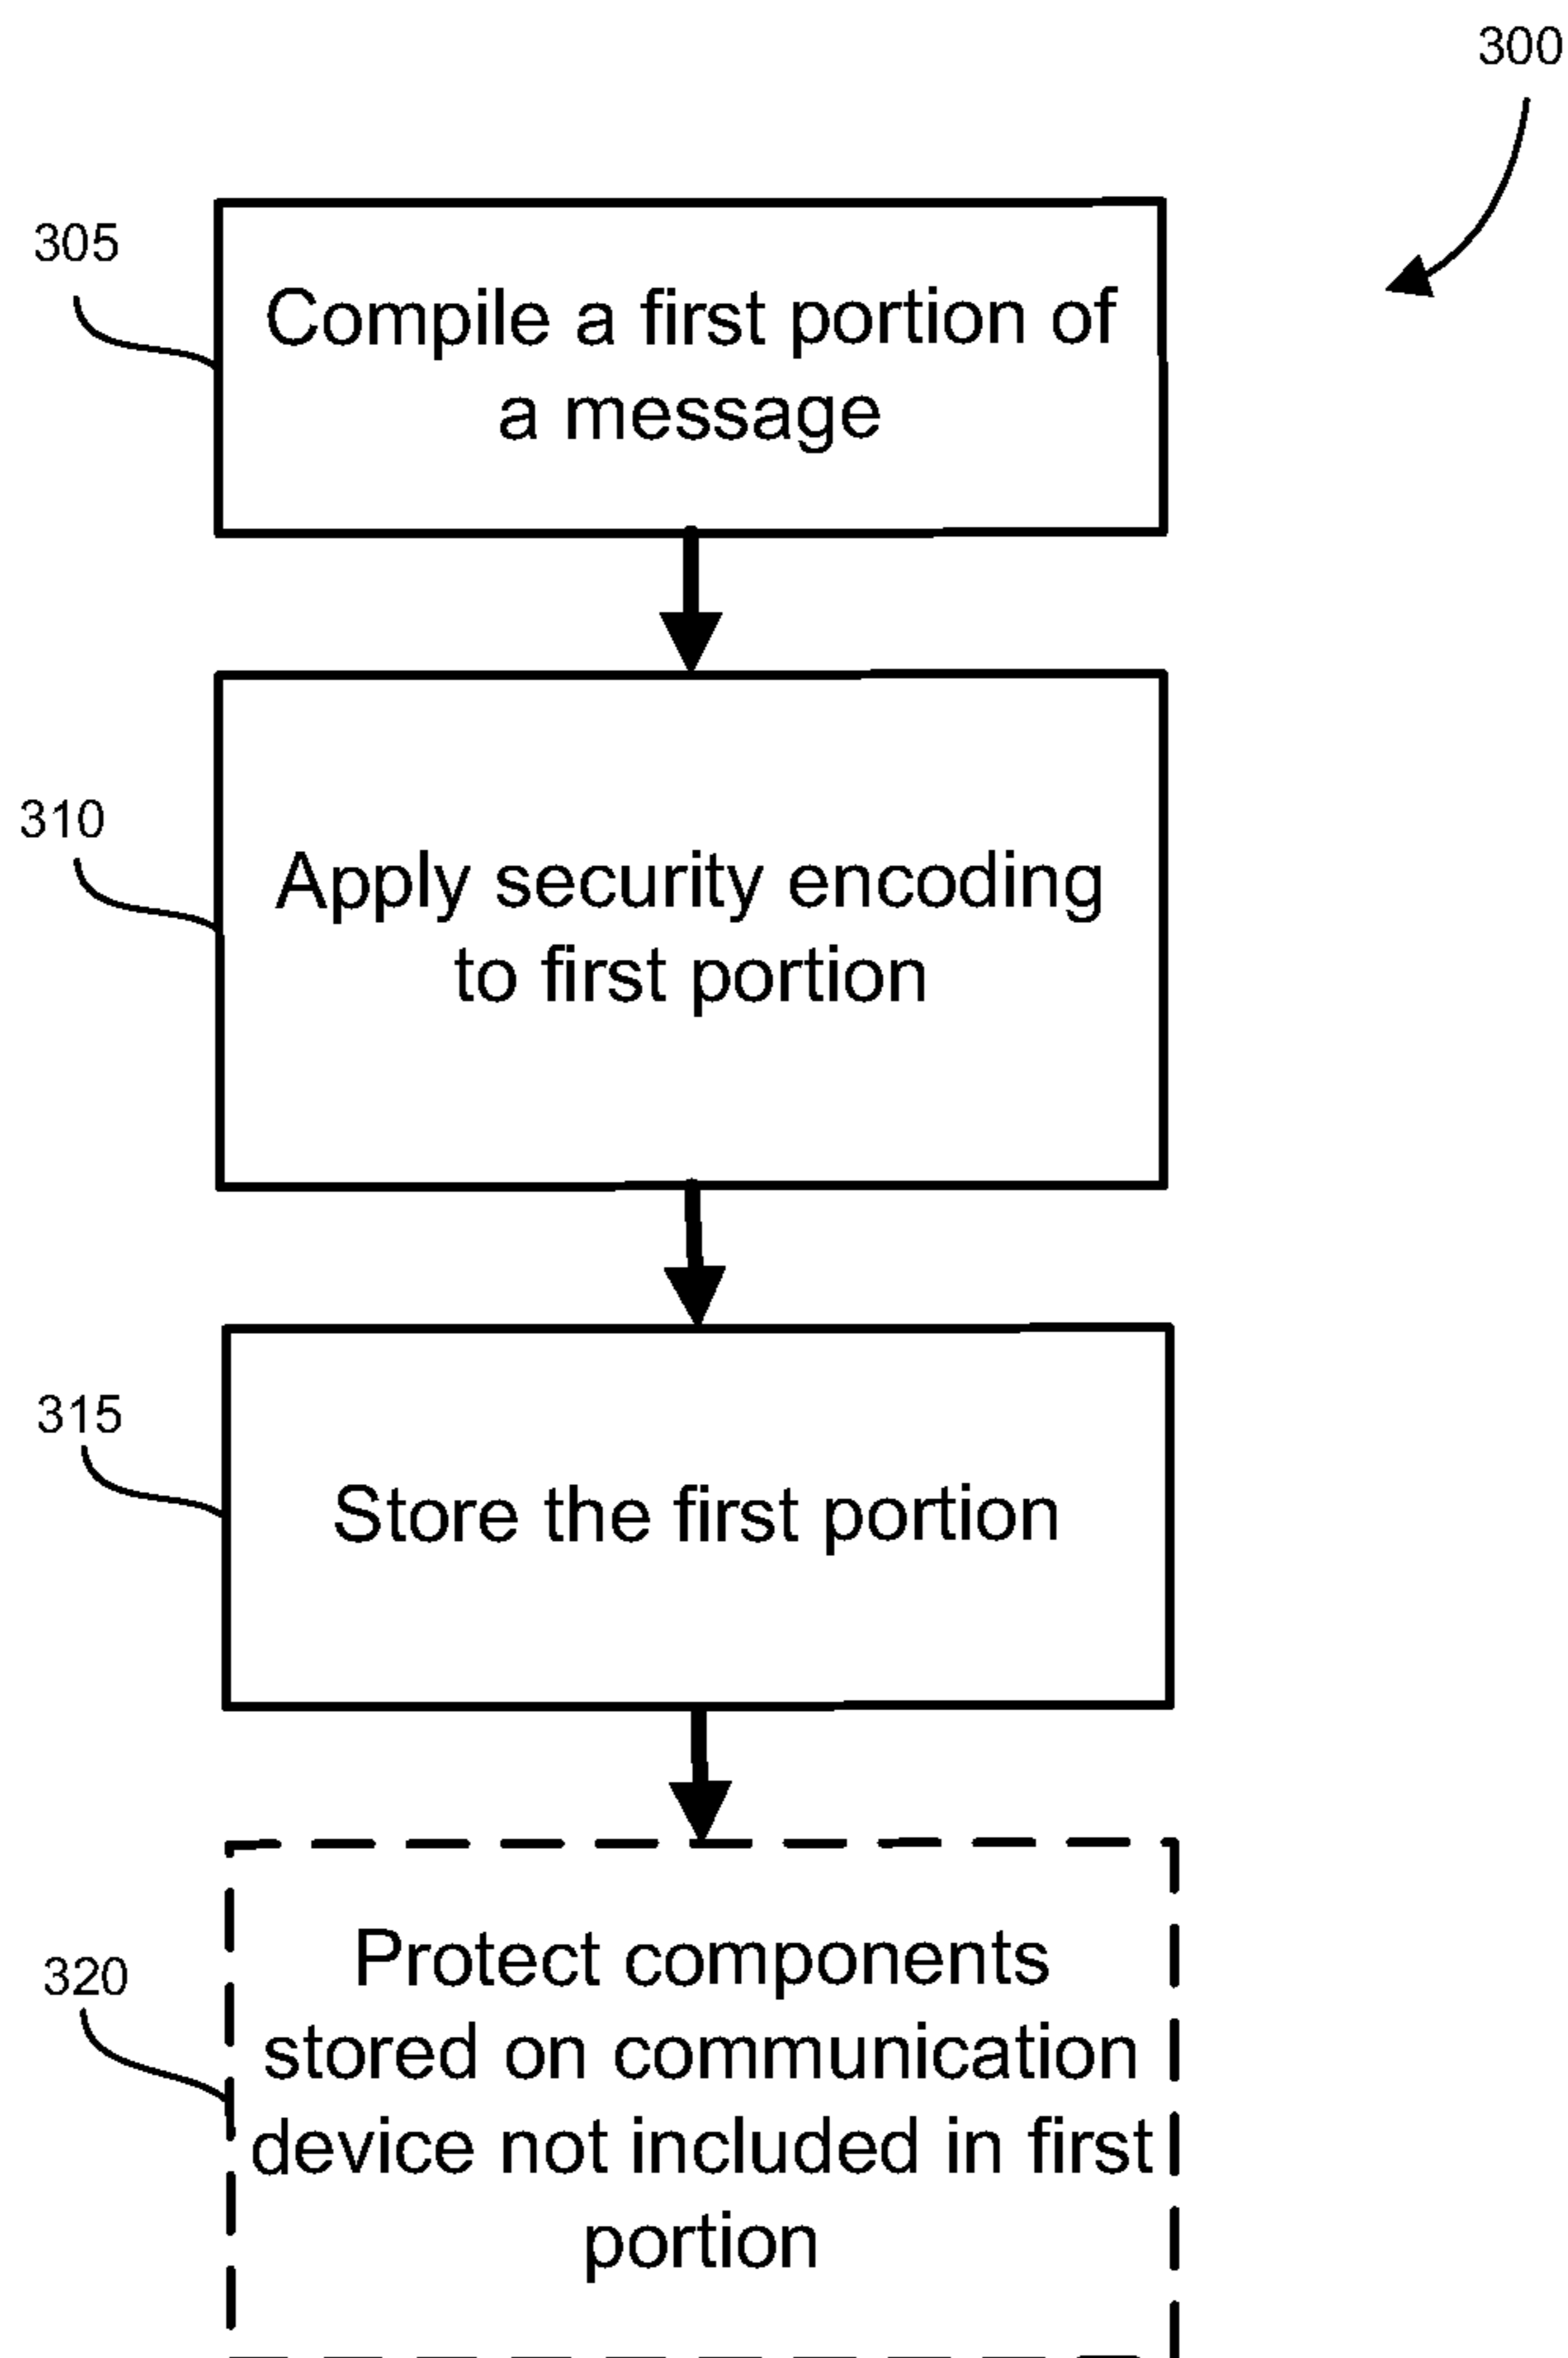 300
305
Compile a first portion of
a message
310
Apply security encoding
to first portion
315
Store the first portion
320
Protect components
stored on communication
device not included in first
portion